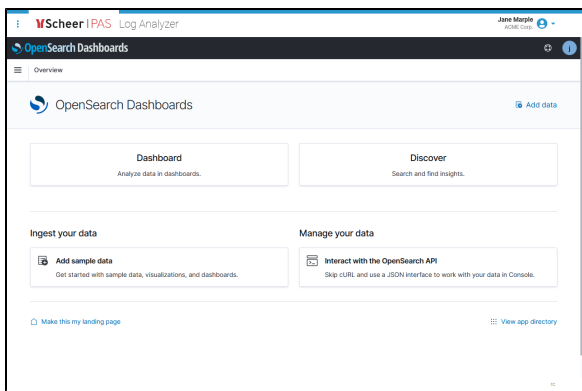 Scheer | PAS Log Analyzer
Jane Marple
ACME Corp.
OpenSearch Dashboards
j
Overview
OpenSearch Dashboards
Add data
Dashboard
Analyze data in dashboards.
Discover
Search and find insights.
Ingest your data
Manage your data
Add sample data
Get started with sample data, visualizations, and dashboards.
Interact with the OpenSearch API
Skip cURL and use a JSON interface to work with your data in Console.
Make this my landing page
View app directory